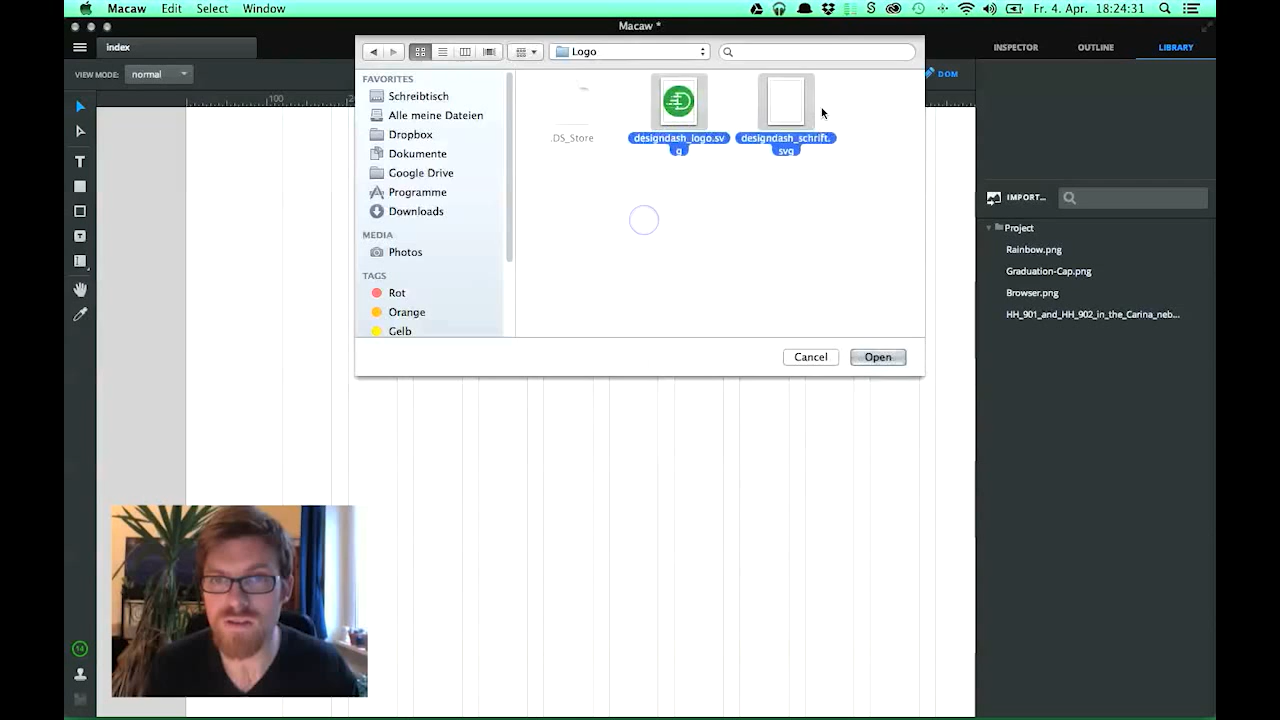 Macaw Edit Select Window Fr. 4. Apr. 18:24:31
Macaw *
index
INSPECTOR OUTLINE LIBRARY
Logo
VIEW MODE: normal
DOM
100
FAVORITES
Schreibtisch
Alle meine Dateien
Dropbox
Dokumente
Google Drive
Programme
Downloads
MEDIA
Photos
TAGS
Rot
Orange
Gelb
.DS_Store
designdash_logo.sv
g
designdash_schrift.
svg
Cancel Open
IMPORT...
Project
Rainbow.png
Graduation-Cap.png
Browser.png
HH_901_and_HH_902_in_the_Carina_neb...
14